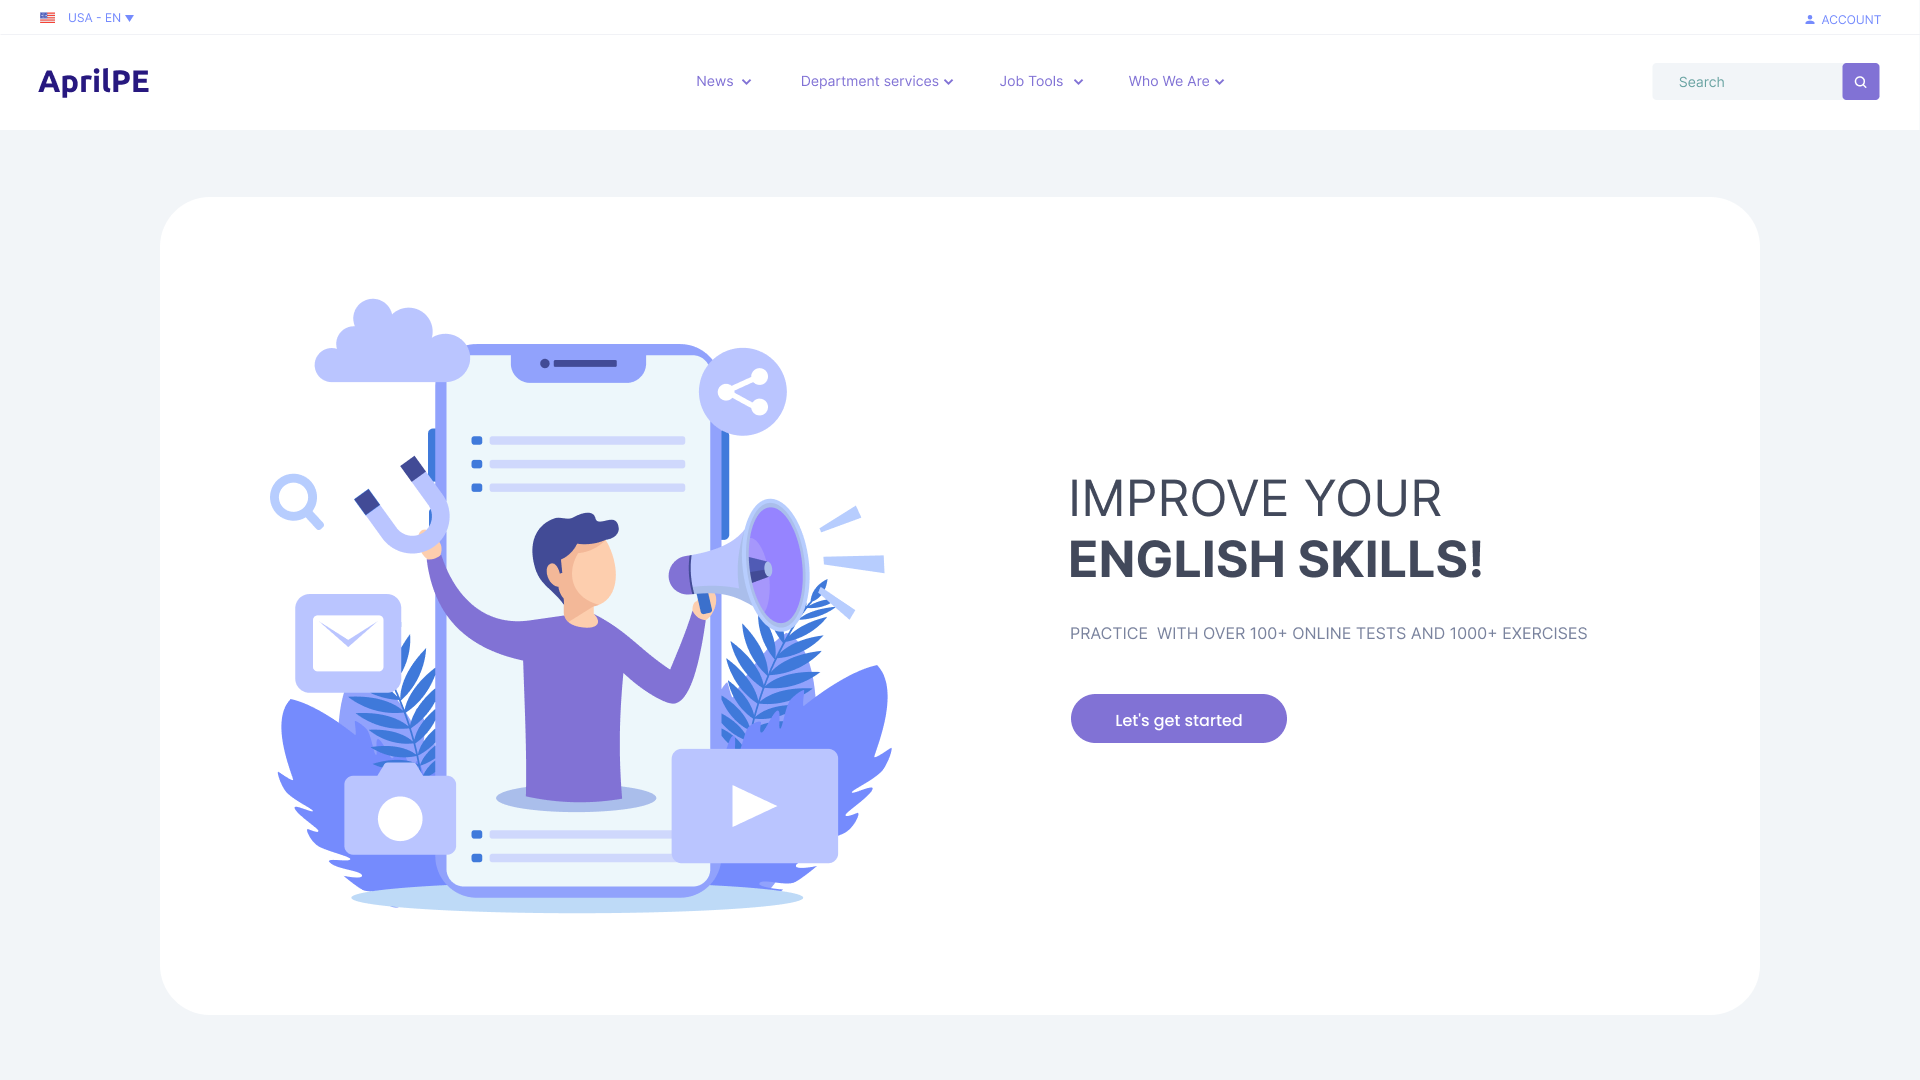 USA - EN
ACCOUNT
AprilPE
News
Department services
Job Tools
Who We Are
Search
IMPROVE YOUR
ENGLISH SKILLS!
PRACTICE  WITH OVER 100+ ONLINE TESTS AND 1000+ EXERCISES
Let's get started